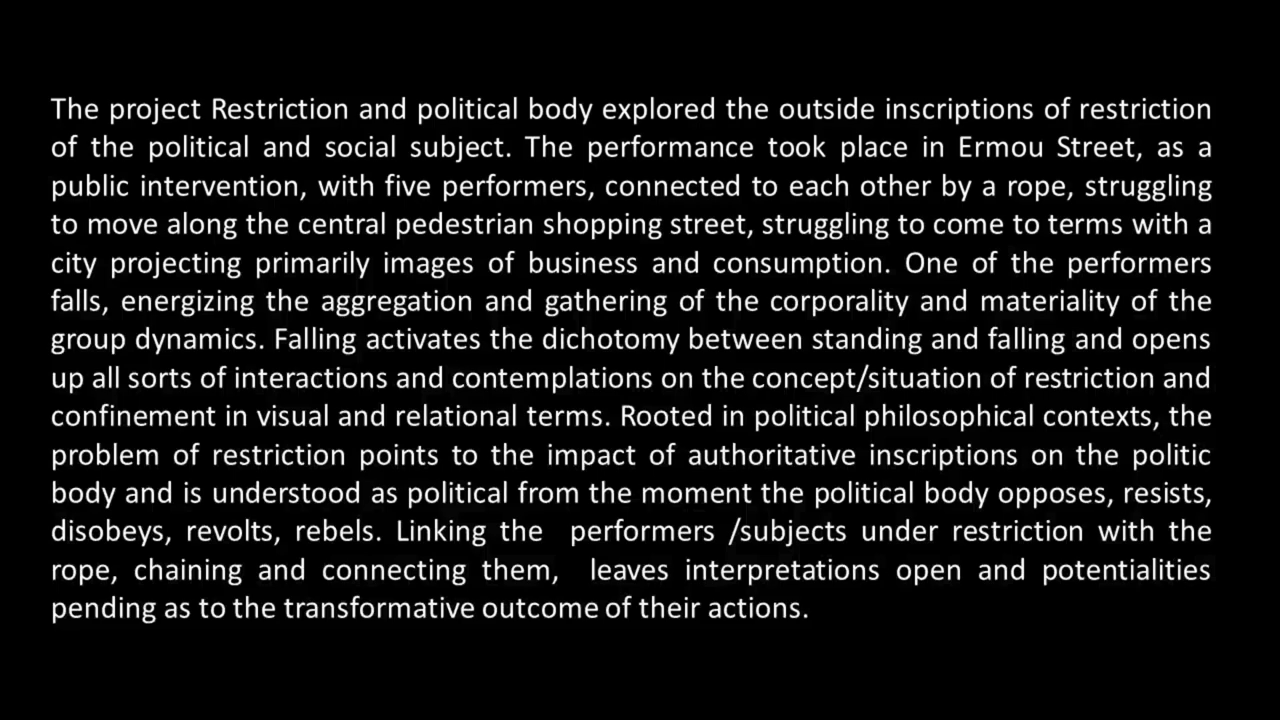 The project Restriction and political body explored the outside inscriptions of restriction
of the political and social subject. The performance took place in Ermou Street, as a
public intervention, with five performers, connected to each other by a rope, struggling
to move along the central pedestrian shopping street, struggling to come to terms with a
city projecting primarily images of business and consumption. One of the performers
falls, energizing the aggregation and gathering of the corporality and materiality of the
group dynamics. Falling activates the dichotomy between standing and falling and opens
up all sorts of interactions and contemplations on the concept/situation of restriction and
confinement in visual and relational terms. Rooted in political philosophical contexts, the
problem of restriction points to the impact of authoritative inscriptions on the politic
body and is understood as political from the moment the political body opposes, resists,
disobeys, revolts, rebels. Linking the  performers /subjects under restriction with the
rope, chaining and connecting them,  leaves interpretations open and potentialities
pending as to the transformative outcome of their actions.